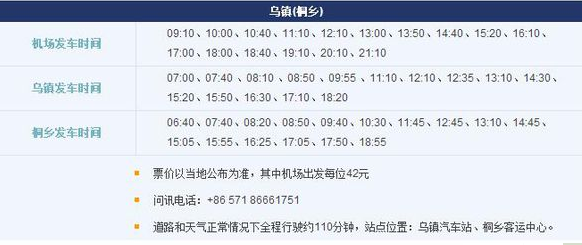 乌镇(桐乡)
机场发车时间
09:10、10:00、10:40、11:10、12:10、13:00、13:50、14:40、15:20、16:10、
17:00、18:00、18:40、19:10、20:10、21:10
乌镇发车时间
07:00、07:40 、08:10 、08:50 、09:55 、11:10、12:10、12:35、13:10、14:30、
15:20、15:50、16:30、17:10、18:20
桐乡发车时间
06:40、07:40、08:20、08:50、09:40、10:30、11:45、12:45、13:10、14:45、
15:05、15:55、16:25、17:05、17:50、18:55
票价以当地公布为准，其中机场出发每位42元
问讯电话：+86 571 86661751
道路和天气正常情况下全程行驶约110分钟，站点位置：乌镇汽车站、桐乡客运中心。